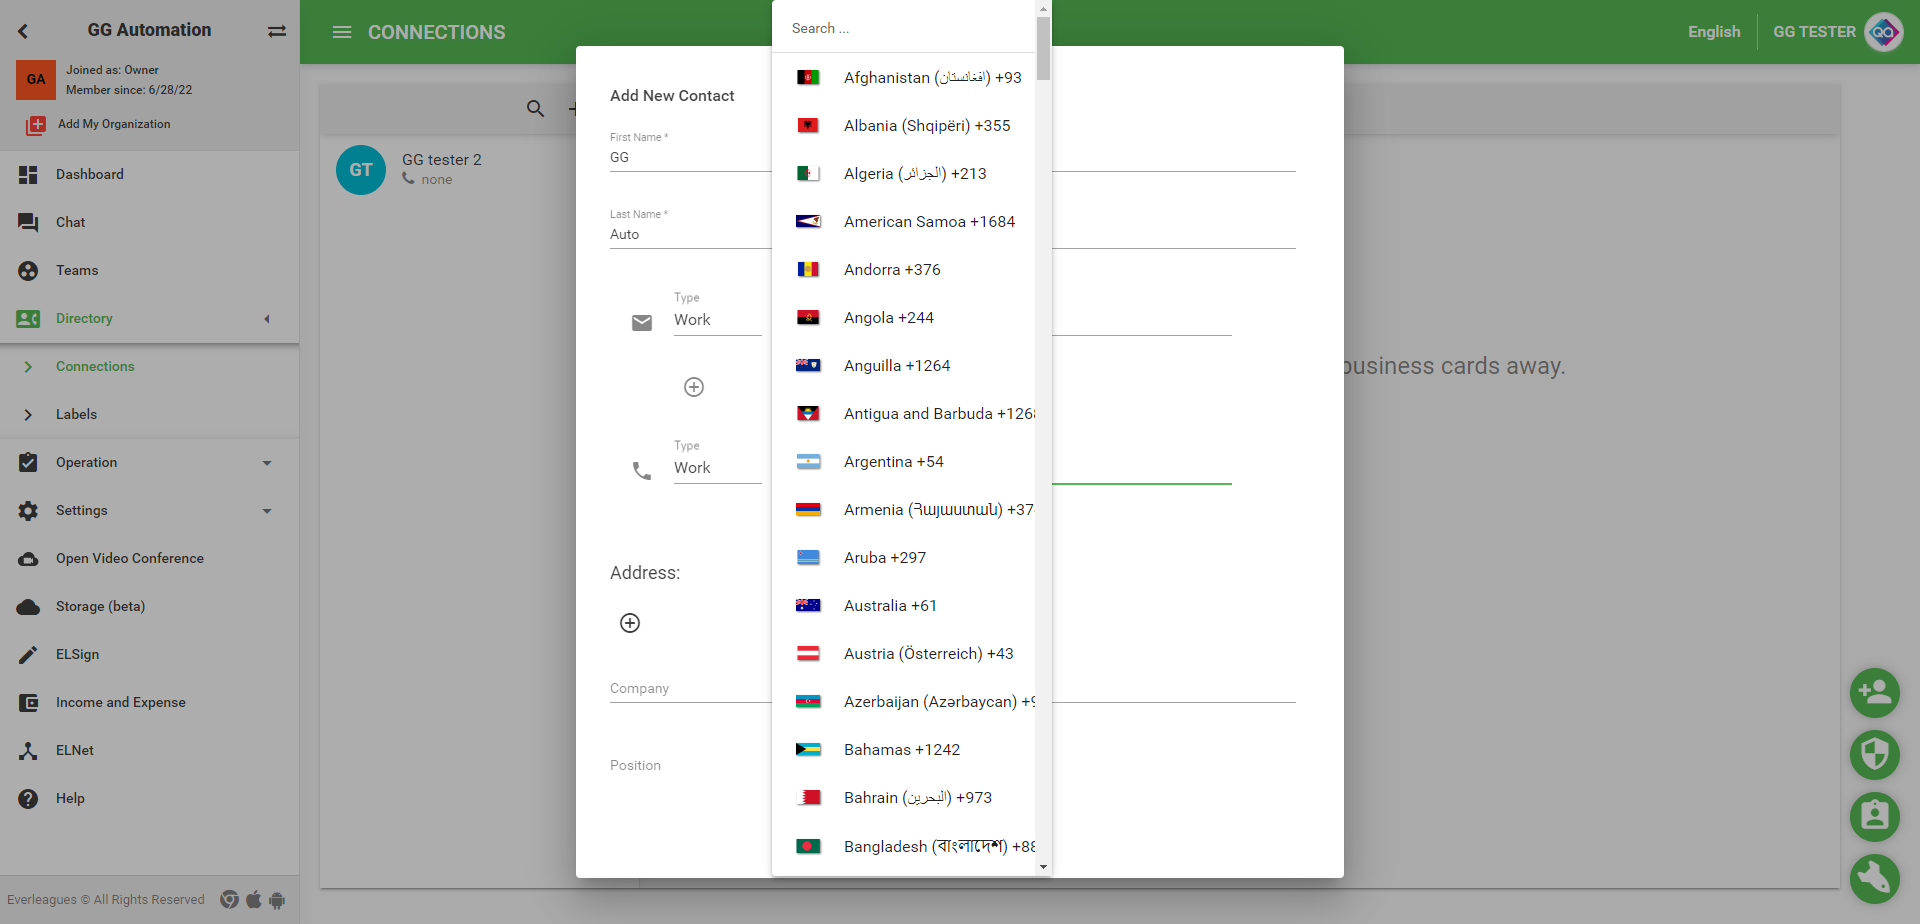 GG Automation
GA
Joined as: Owner
Member since: 6/28/22
Add My Organization
Dashboard
Chat
Teams
Directory
Connections
Labels
Operation
Settings
Open Video Conference
Storage (beta)
ELSign
Income and Expense
ELNet
Help
Everleagues © All Rights Reserved
CONNECTIONS
English
GG TESTER
QA
GT
GG tester 2
none
Add New Contact
First Name *
GG
Last Name *
Auto
Type
Work
Type
Work
Address:
Company
Position
Search ...
Afghanistan (‫افغانستان‬‎) +93
Albania (Shqipëri) +355
Algeria (‫الجزائر‬‎) +213
American Samoa +1684
Andorra +376
Angola +244
Anguilla +1264
Antigua and Barbuda +1268
Argentina +54
Armenia (Հայաստան) +37
Aruba +297
Australia +61
Austria (Österreich) +43
Azerbaijan (Azərbaycan) +9
Bahamas +1242
Bahrain (‫البحرين‬‎) +973
Bangladesh (বাংলাদেশ) +88
business cards away.